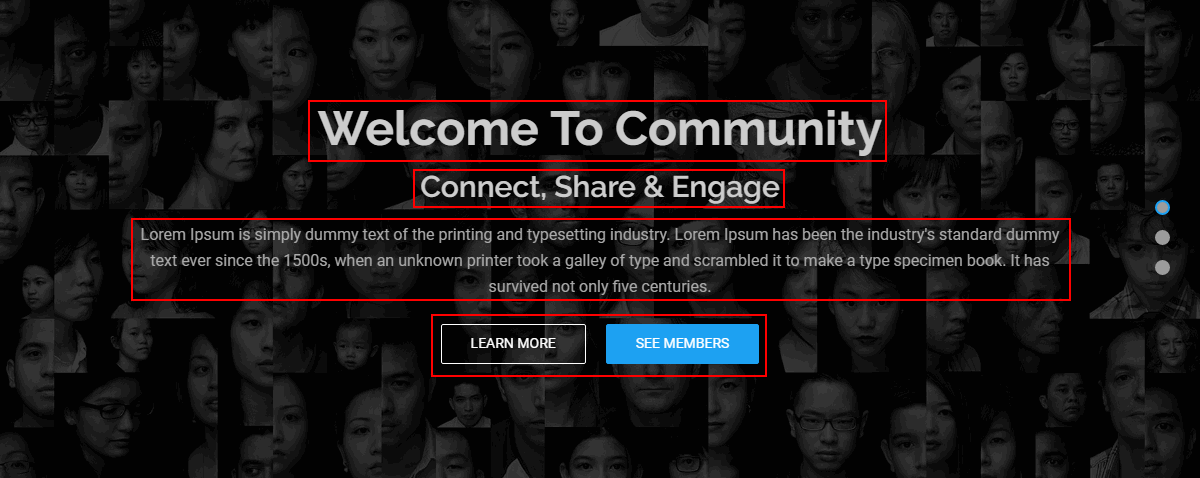 Welcome To Community
Connect, Share & Engage
Lorem Ipsum is simply dummy text of the printing and typesetting industry. Lorem Ipsum has been the industry's standard dummy
text ever since the 1500s, when an unknown printer took a galley of type and scrambled it to make a type specimen book. It has
survived not only five centuries.
LEARN MORE SEE MEMBERS